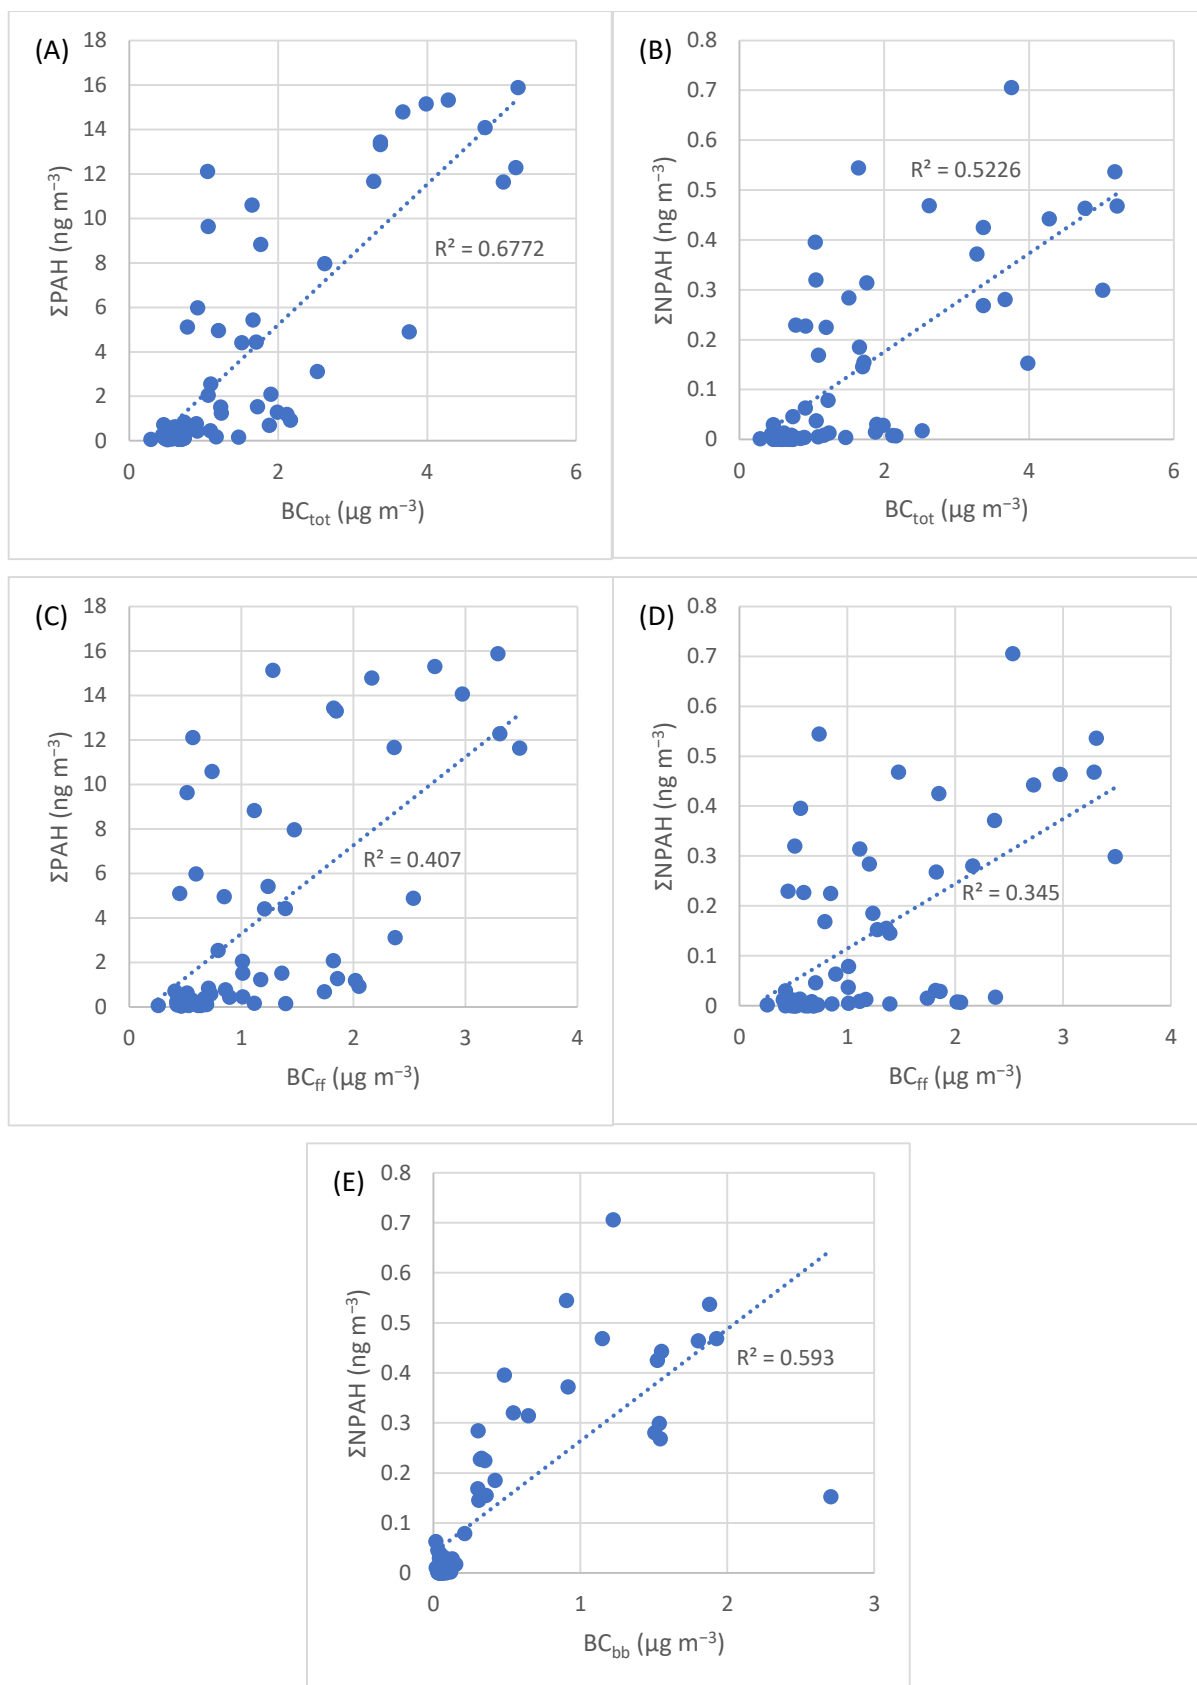 (A)
18
16
14
12
10
8
6
4
2
0
ΣPAH (ng m⁻³)
R² = 0.6772
0 2 4 6
BC_tot (µg m⁻³)
(B)
0.8
0.7
0.6
0.5
0.4
0.3
0.2
0.1
0
ΣNPAH (ng m⁻³)
R² = 0.5226
0 2 4 6
BC_tot (µg m⁻³)
(C)
18
16
14
12
10
8
6
4
2
0
ΣPAH (ng m⁻³)
R² = 0.407
0 1 2 3 4
BC_ff (µg m⁻³)
(D)
0.8
0.7
0.6
0.5
0.4
0.3
0.2
0.1
0
ΣNPAH (ng m⁻³)
R² = 0.345
0 1 2 3 4
BC_ff (µg m⁻³)
(E)
0.8
0.7
0.6
0.5
0.4
0.3
0.2
0.1
0
ΣNPAH (ng m⁻³)
R² = 0.593
0 1 2 3
BC_bb (µg m⁻³)